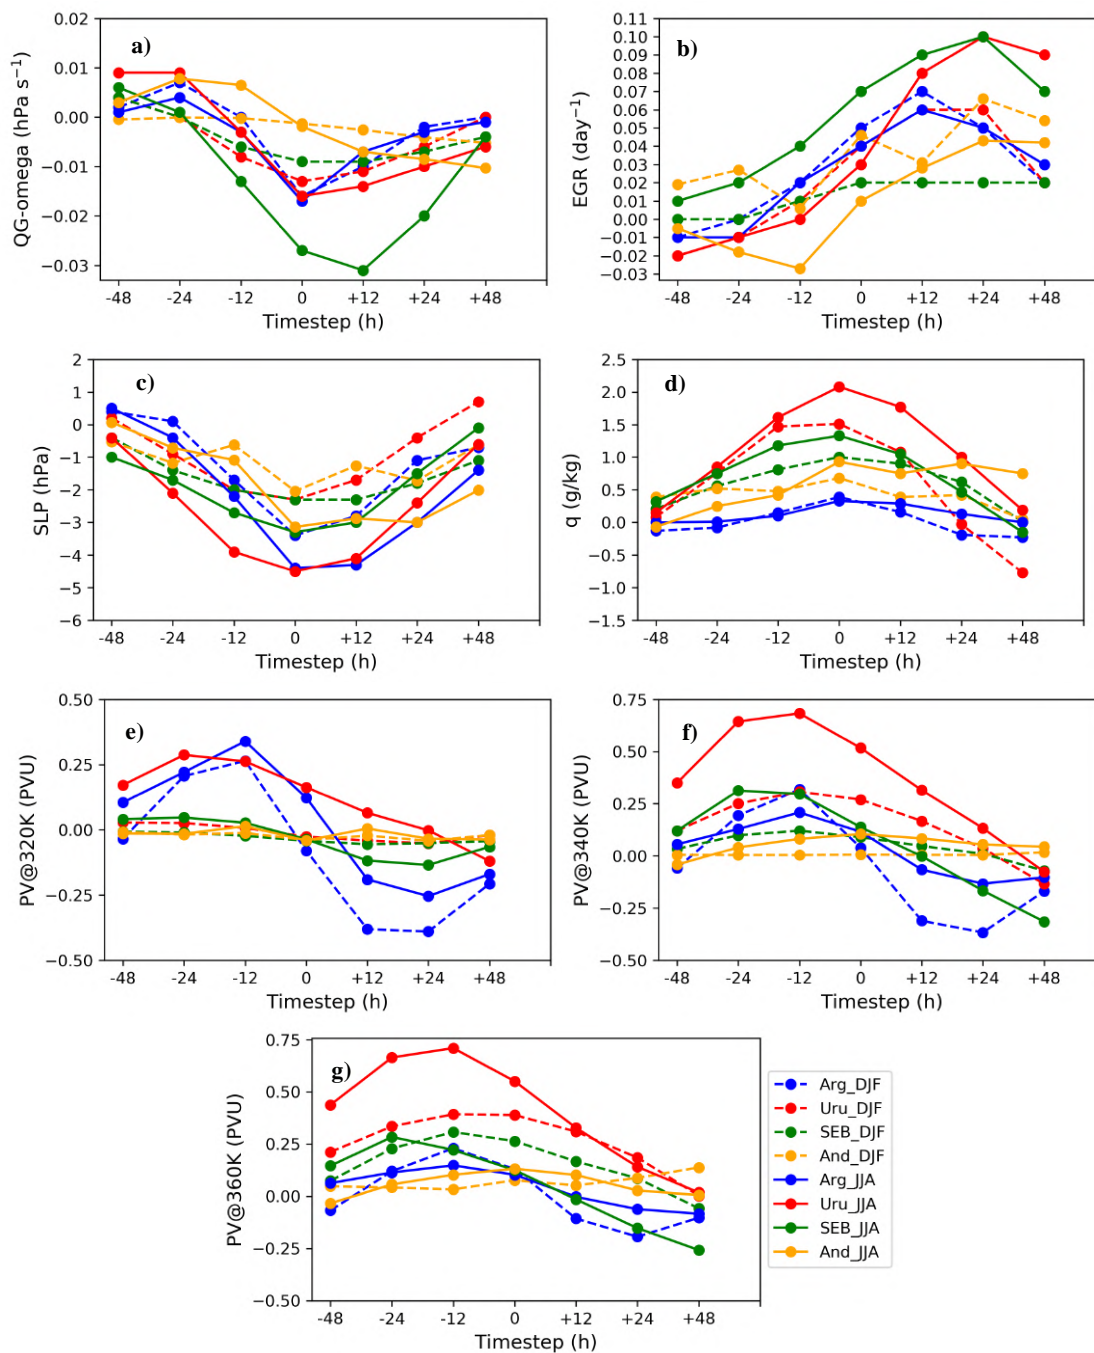 a)
QG-omega (hPa s⁻¹)
0.02
0.01
0.00
−0.01
−0.02
−0.03
-48 -24 -12 0 +12 +24 +48
Timestep (h)
b)
EGR (day⁻¹)
0.11
0.10
0.09
0.08
0.07
0.06
0.05
0.04
0.03
0.02
0.01
0.00
−0.01
−0.02
−0.03
-48 -24 -12 0 +12 +24 +48
Timestep (h)
c)
SLP (hPa)
2
1
0
−1
−2
−3
−4
−5
−6
-48 -24 -12 0 +12 +24 +48
Timestep (h)
d)
q (g/kg)
2.5
2.0
1.5
1.0
0.5
0.0
−0.5
−1.0
−1.5
-48 -24 -12 0 +12 +24 +48
Timestep (h)
e)
PV@320K (PVU)
0.50
0.25
0.00
−0.25
−0.50
-48 -24 -12 0 +12 +24 +48
Timestep (h)
f)
PV@340K (PVU)
0.75
0.50
0.25
0.00
−0.25
−0.50
-48 -24 -12 0 +12 +24 +48
Timestep (h)
g)
PV@360K (PVU)
0.75
0.50
0.25
0.00
−0.25
−0.50
-48 -24 -12 0 +12 +24 +48
Timestep (h)
Arg_DJF
Uru_DJF
SEB_DJF
And_DJF
Arg_JJA
Uru_JJA
SEB_JJA
And_JJA